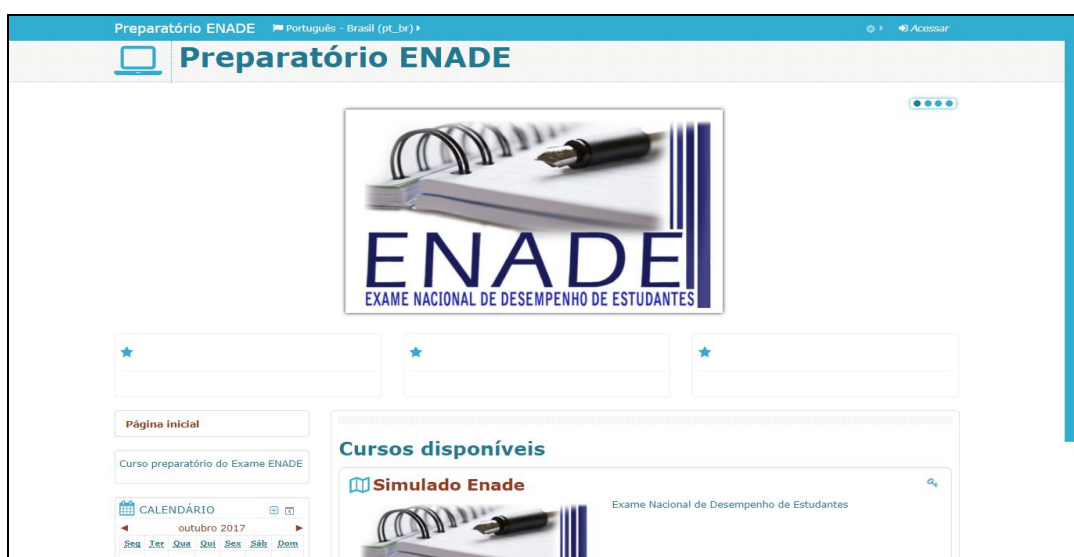 Preparatório ENADE Português - Brasil (pt_br) Acessar
Preparatório ENADE
ENADE
EXAME NACIONAL DE DESEMPENHO DE ESTUDANTES
Página inicial
Curso preparatório do Exame ENADE
CALENDÁRIO
outubro 2017
Seg Ter Qua Qui Sex Sáb Dom
Cursos disponíveis
Simulado Enade
Exame Nacional de Desempenho de Estudantes